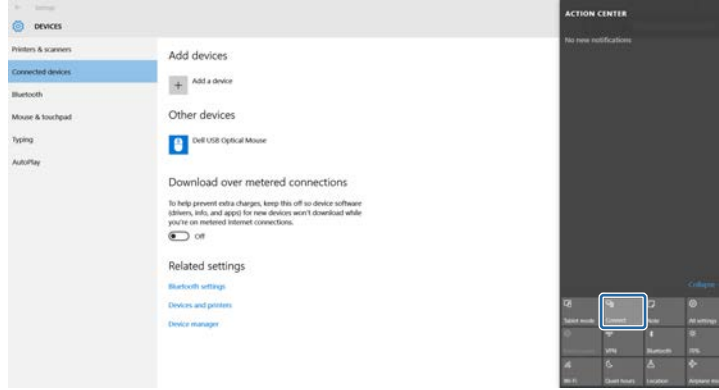 Settings
DEVICES
Printers & scanners
Connected devices
Bluetooth
Mouse & touchpad
Typing
AutoPlay
Add devices
Add a device
Other devices
Dell USB Optical Mouse
Download over metered connections
To help prevent extra charges, keep this off so device software
(drivers, info, and apps) for new devices won't download while
you're on metered Internet connections.
Off
Related settings
Bluetooth settings
Devices and printers
Device manager
ACTION CENTER
No new notifications
Collapse
Tablet mode
Connect
Note
All settings
VPN
Bluetooth
Wi-Fi
Quiet hours
Location
Airplane mo